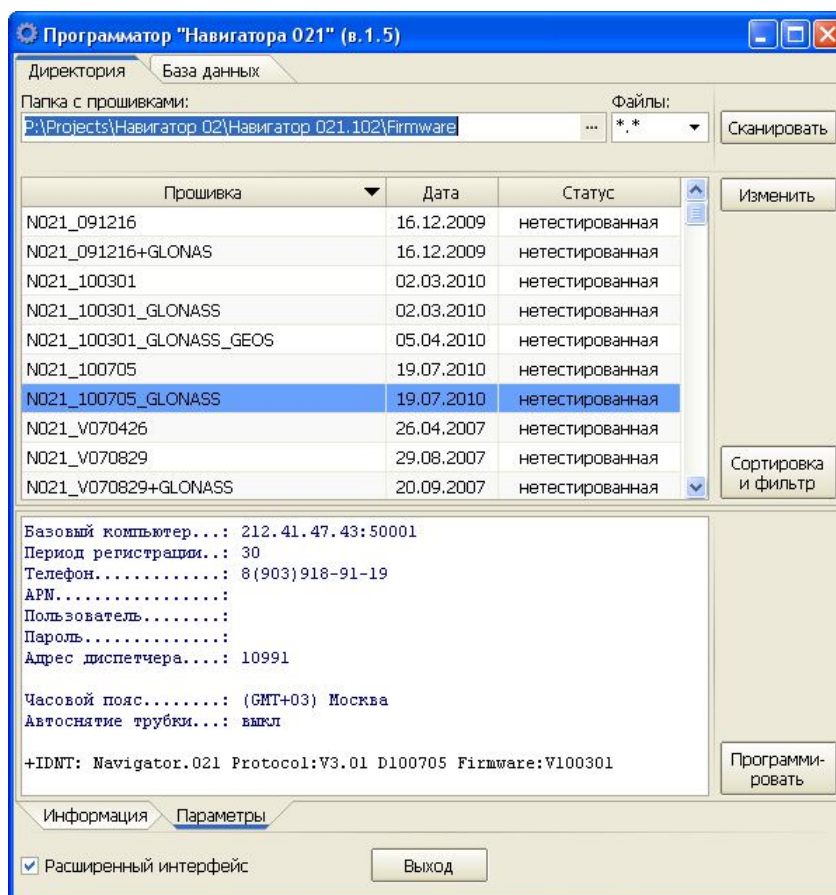 Программатор "Навигатора 021" (в.1.5)
Директория База данных
Папка с прошивками: Файлы:
P:\Projects\Навигатор 02\Навигатор 021.102\Firmware ... *.* Сканировать
Прошивка Дата Статус Изменить
N021_091216 16.12.2009 нетестированная
N021_091216+GLONAS 16.12.2009 нетестированная
N021_100301 02.03.2010 нетестированная
N021_100301_GLONASS 02.03.2010 нетестированная
N021_100301_GLONASS_GEOS 05.04.2010 нетестированная
N021_100705 19.07.2010 нетестированная
N021_100705_GLONASS 19.07.2010 нетестированная
N021_V070426 26.04.2007 нетестированная
N021_V070829 29.08.2007 нетестированная
N021_V070829+GLONASS 20.09.2007 нетестированная
Сортировка
и фильтр
Базовый компьютер...: 212.41.47.43:50001
Период регистрации..: 30
Телефон.............: 8(903)918-91-19
APN.................:
Пользователь........:
Пароль..............:
Адрес диспетчера....: 10991
Часовой пояс........: (GMT+03) Москва
Автоснятие трубки...: выкл
+IDNT: Navigator.021 Protocol:V3.01 D100705 Firmware:V100301
Программи-
ровать
Информация Параметры
Расширенный интерфейс Выход